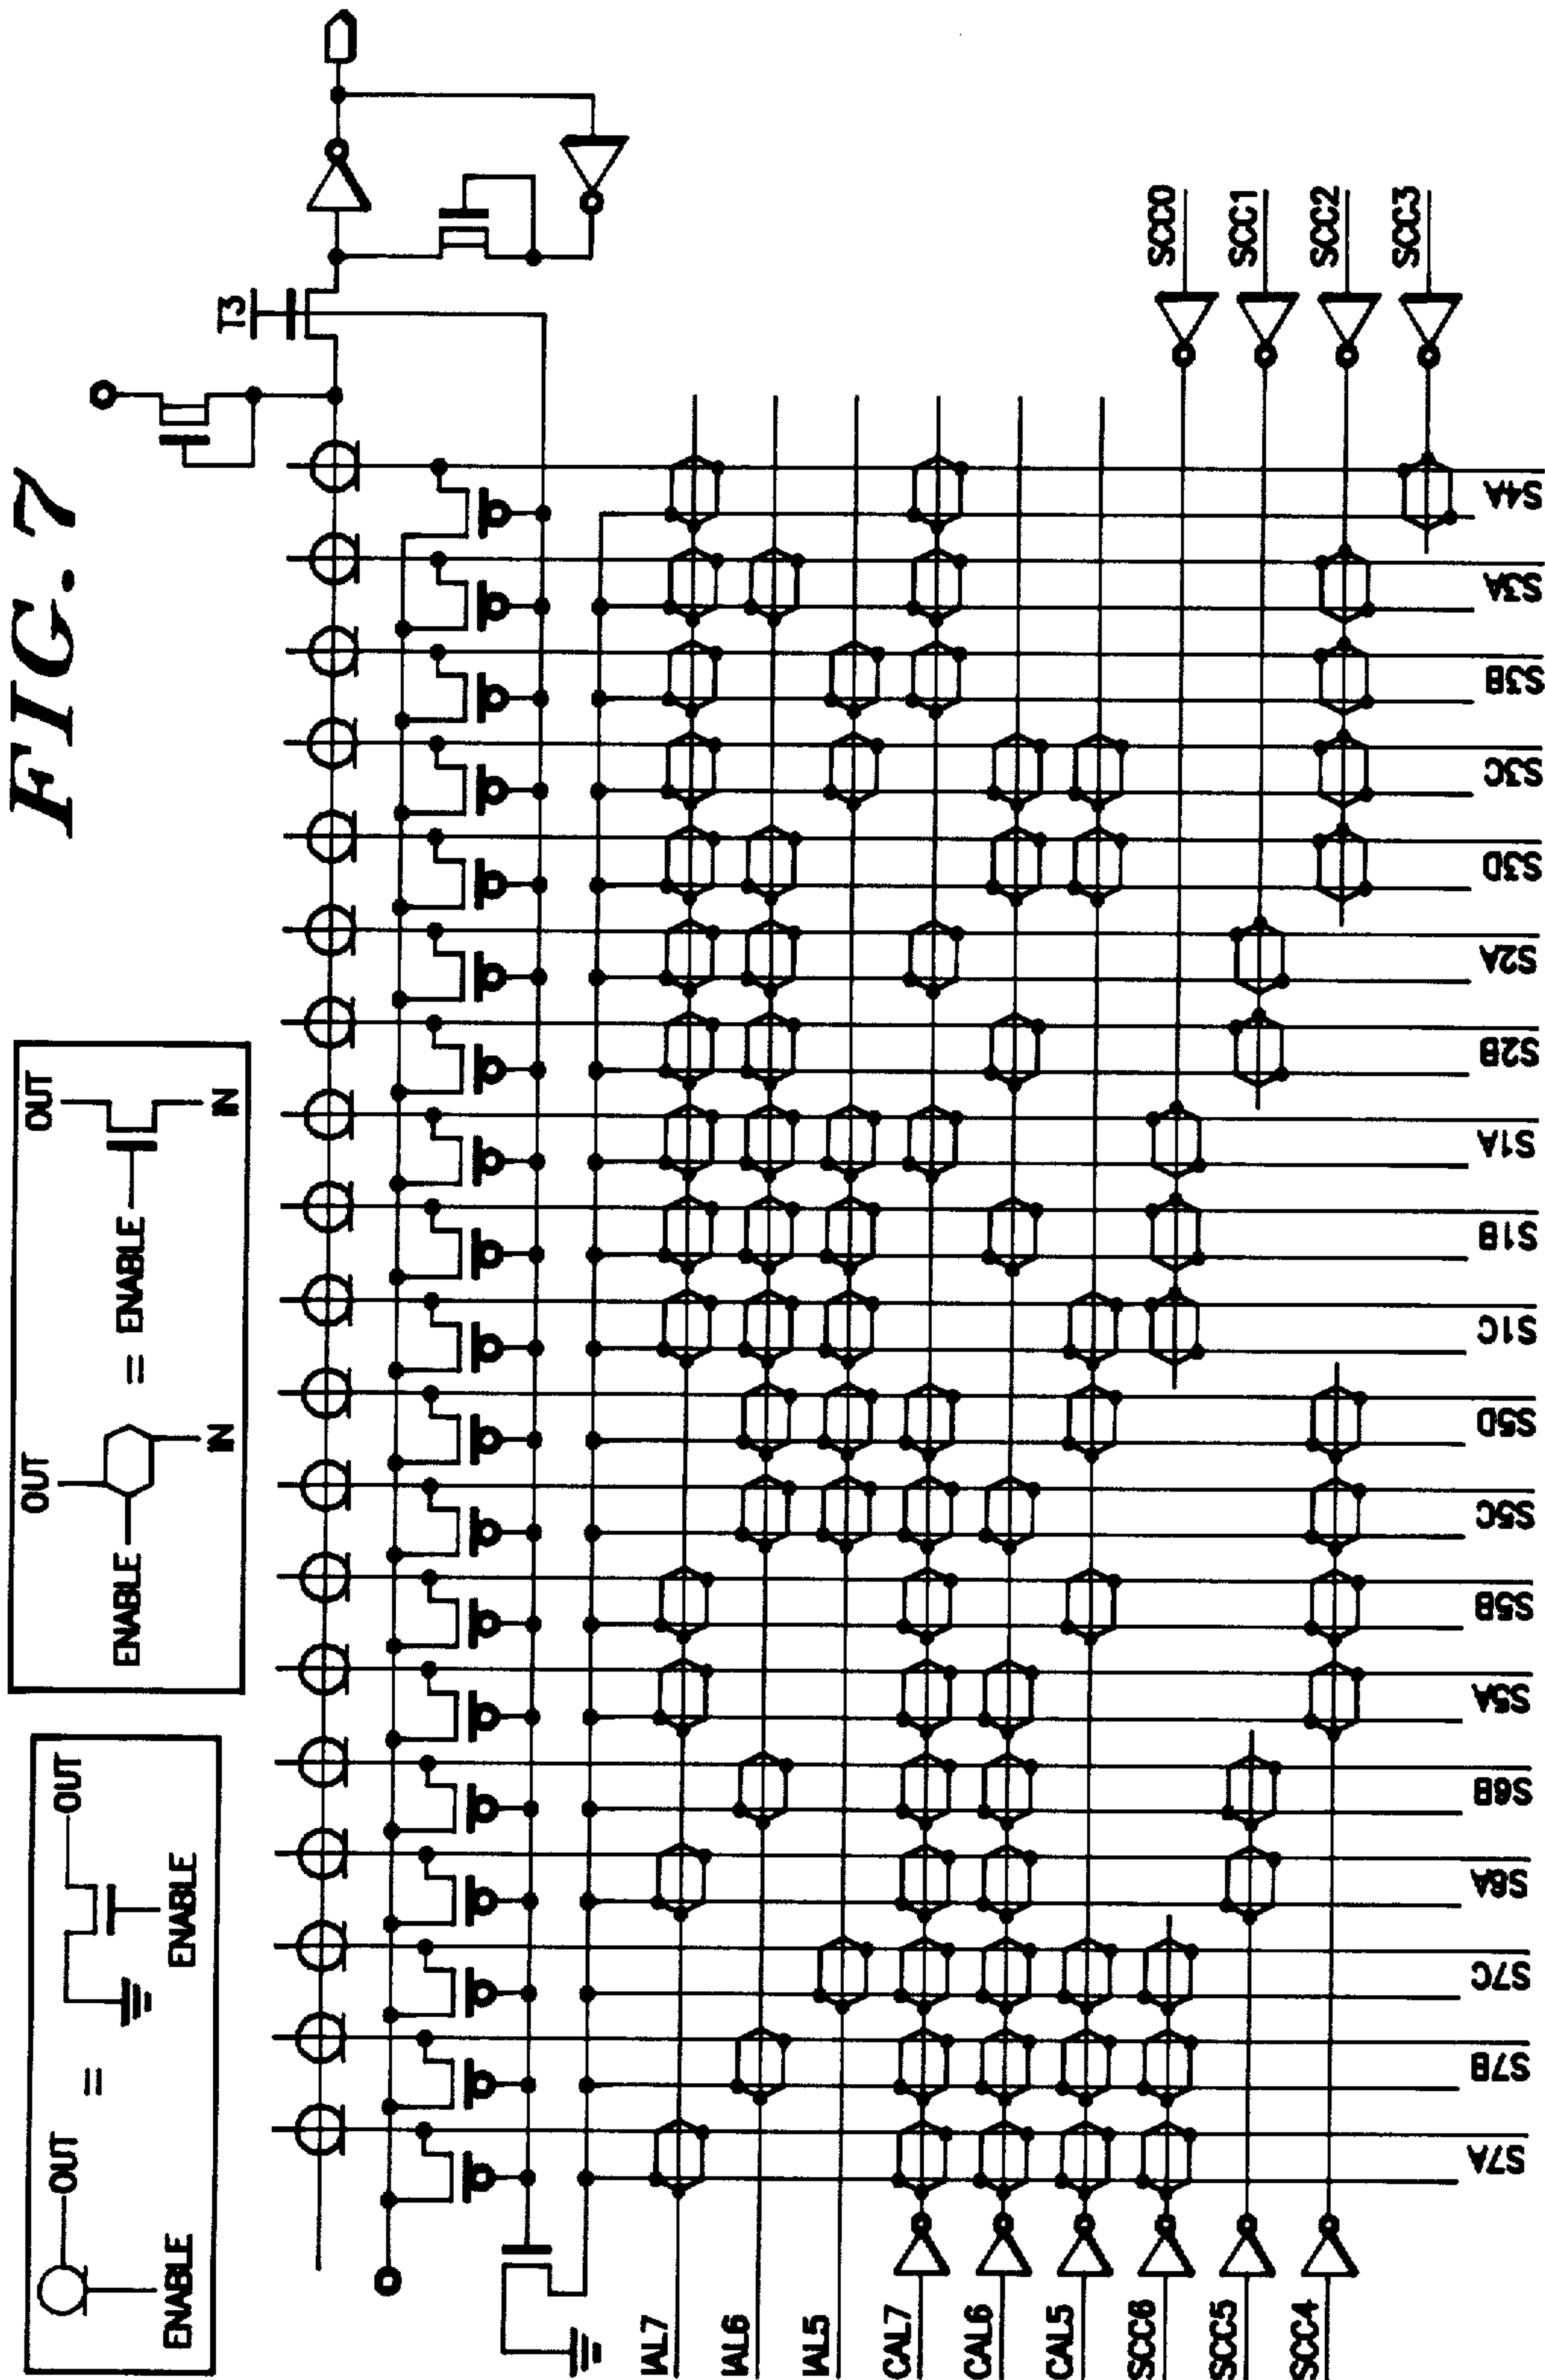 FIG. 7
OUT
ENABLE
=
OUT
ENABLE
OUT
ENABLE
IN
=
OUT
ENABLE
IN
T3
IAL7
IAL6
IAL5
CAL7
CAL6
CAL5
SCC6
SCC5
SCC4
SCC0
SCC1
SCC2
SCC3
S7A
S7B
S7C
S6A
S6B
S5A
S5B
S5C
S5D
S1C
S1B
S1A
S2B
S2A
S3D
S3C
S3B
S3A
S4A